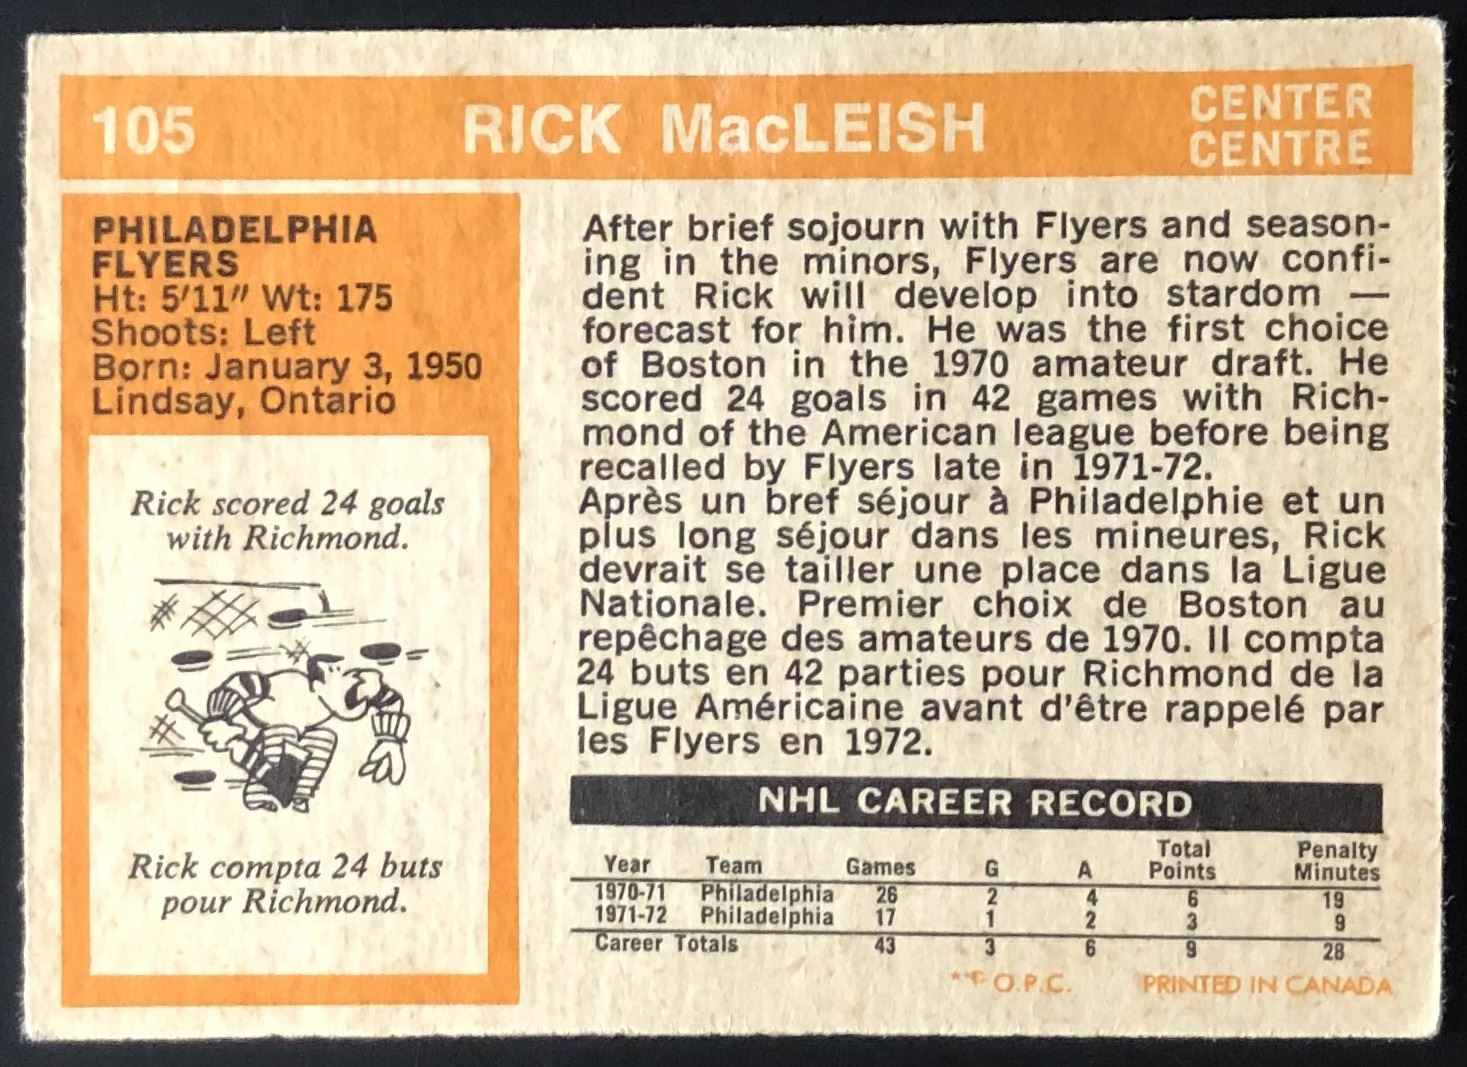 105 RICK MacLEISH CENTER
CENTRE
PHILADELPHIA
FLYERS
Ht: 5'11" Wt: 175
Shoots: Left
Born: January 3, 1950
Lindsay, Ontario
Rick scored 24 goals
with Richmond.
Rick compta 24 buts
pour Richmond.
After brief sojourn with Flyers and season-
ing in the minors, Flyers are now confi-
dent Rick will develop into stardom —
forecast for him. He was the first choice
of Boston in the 1970 amateur draft. He
scored 24 goals in 42 games with Rich-
mond of the American league before being
recalled by Flyers late in 1971-72.
Après un bref séjour à Philadelphie et un
plus long séjour dans les mineures, Rick
devrait se tailler une place dans la Ligue
Nationale. Premier choix de Boston au
repêchage des amateurs de 1970. Il compta
24 buts en 42 parties pour Richmond de la
Ligue Américaine avant d'être rappelé par
les Flyers en 1972.
NHL CAREER RECORD
Year Team Games G A Total Points Penalty Minutes
1970-71 Philadelphia 26 2 4 6 19
1971-72 Philadelphia 17 1 2 3 9
Career Totals 43 3 6 9 28
**© O.P.C. PRINTED IN CANADA